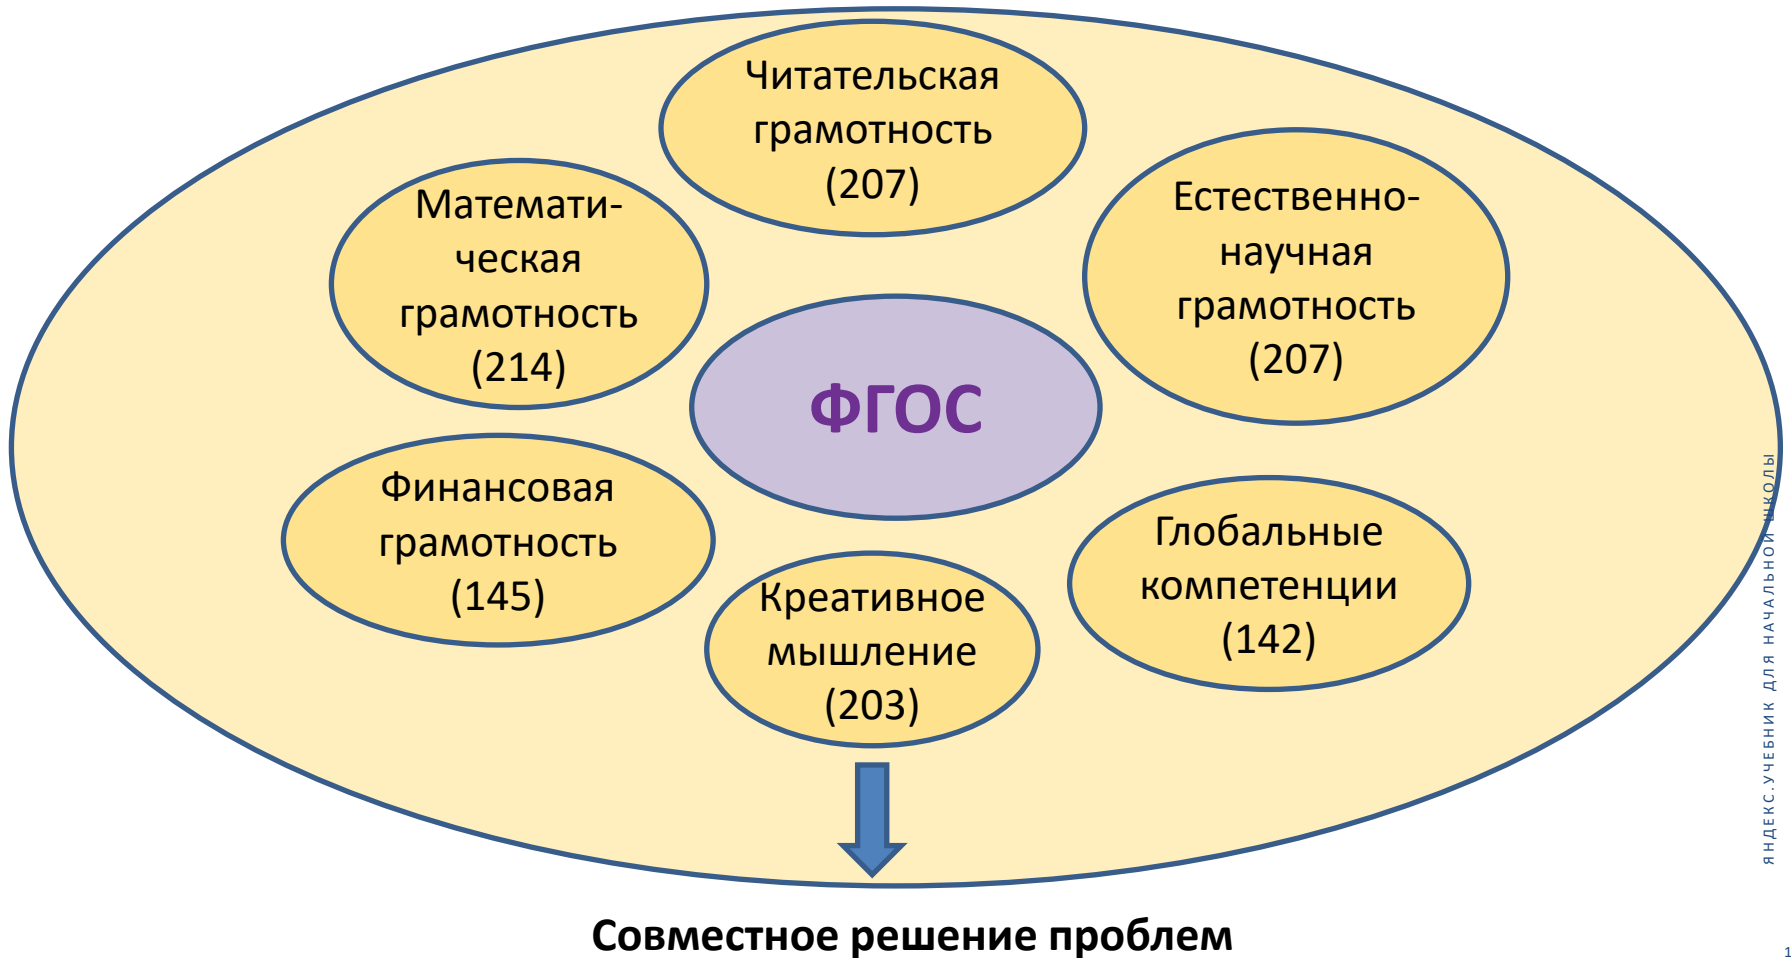 Читательская
грамотность
(207)
Математи-
ческая
грамотность
(214)
Естественно-
научная
грамотность
(207)
ФГОС
Финансовая
грамотность
(145)
Креативное
мышление
(203)
Глобальные
компетенции
(142)
Совместное решение проблем
ЯНДЕКС.УЧЕБНИК ДЛЯ НАЧАЛЬНОЙ ШКОЛЫ
1